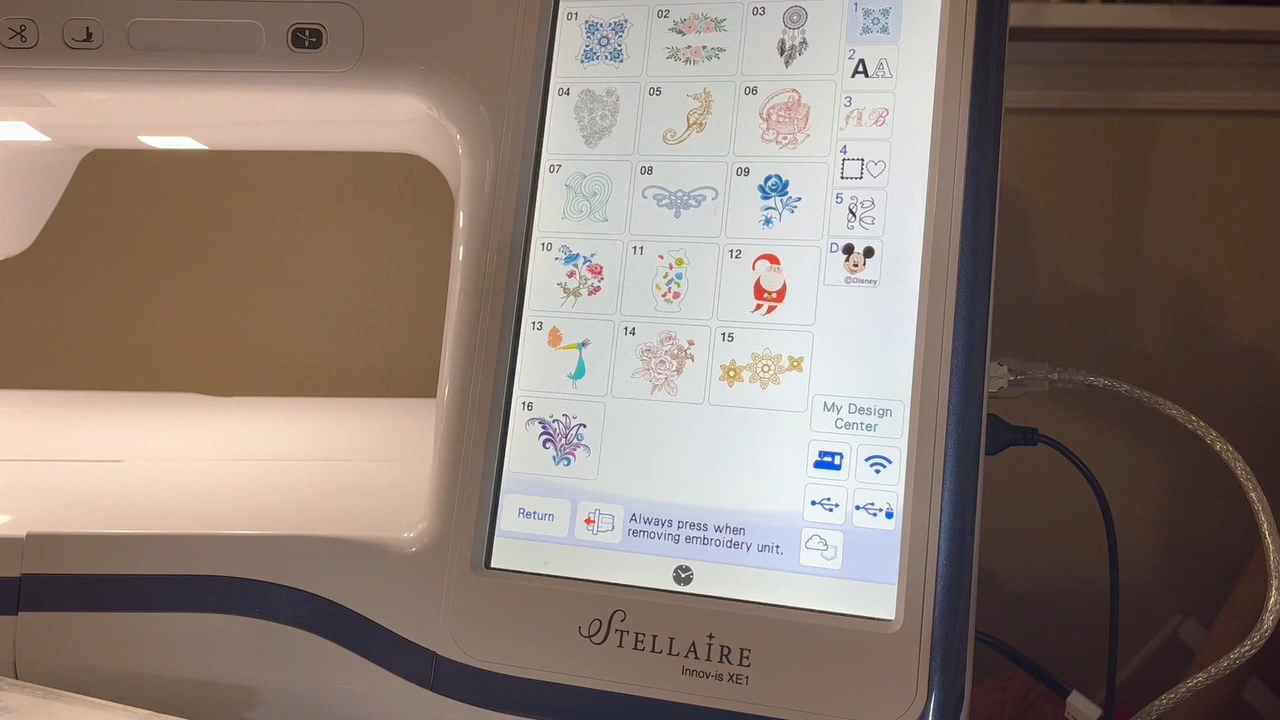 01 02 03 1
2 AA
04 05 06 3 AB
4
07 08 09 5
10 11 12 D
©Disney
13 14 15
16
My Design
Center
Return
Always press when
removing embroidery unit.
STELLAIRE
Innov-is XE1